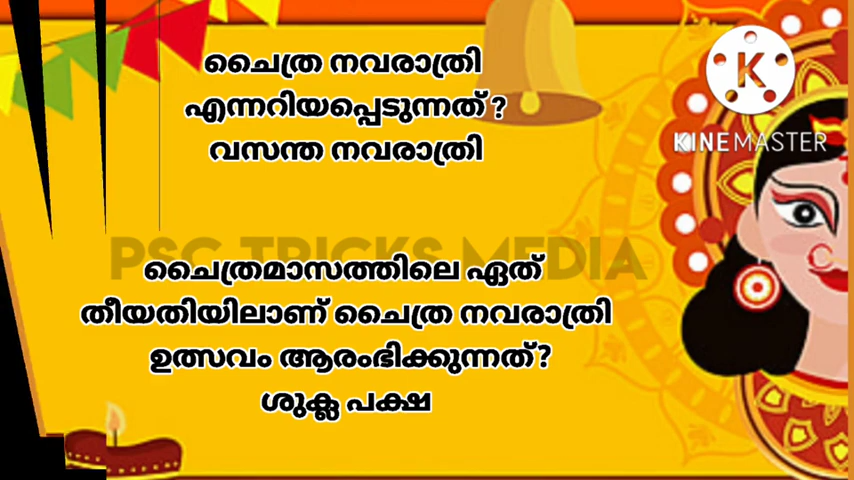 ചൈത്ര നവരാത്രി
എന്നറിയപ്പെടുന്നത് ?
വസന്ത നവരാത്രി
KINEMASTER
PSC TRICKS MEDIA
ചൈത്രമാസത്തിലെ ഏത്
തീയതിയിലാണ് ചൈത്ര നവരാത്രി
ഉത്സവം ആരംഭിക്കുന്നത്?
ശുക്ല പക്ഷ